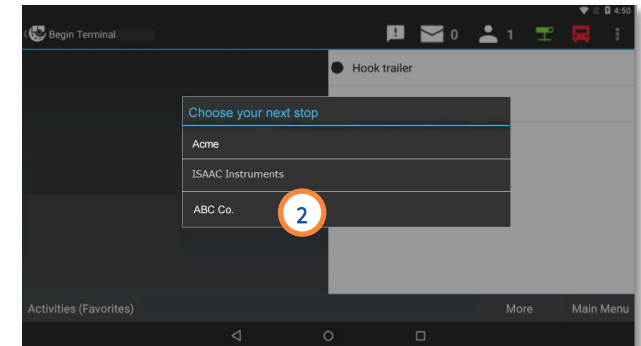 4:50
Begin Terminal
0
1
Hook trailer
Choose your next stop
Acme
ISAAC Instruments
ABC Co.
2
Activities (Favorites)
More
Main Menu